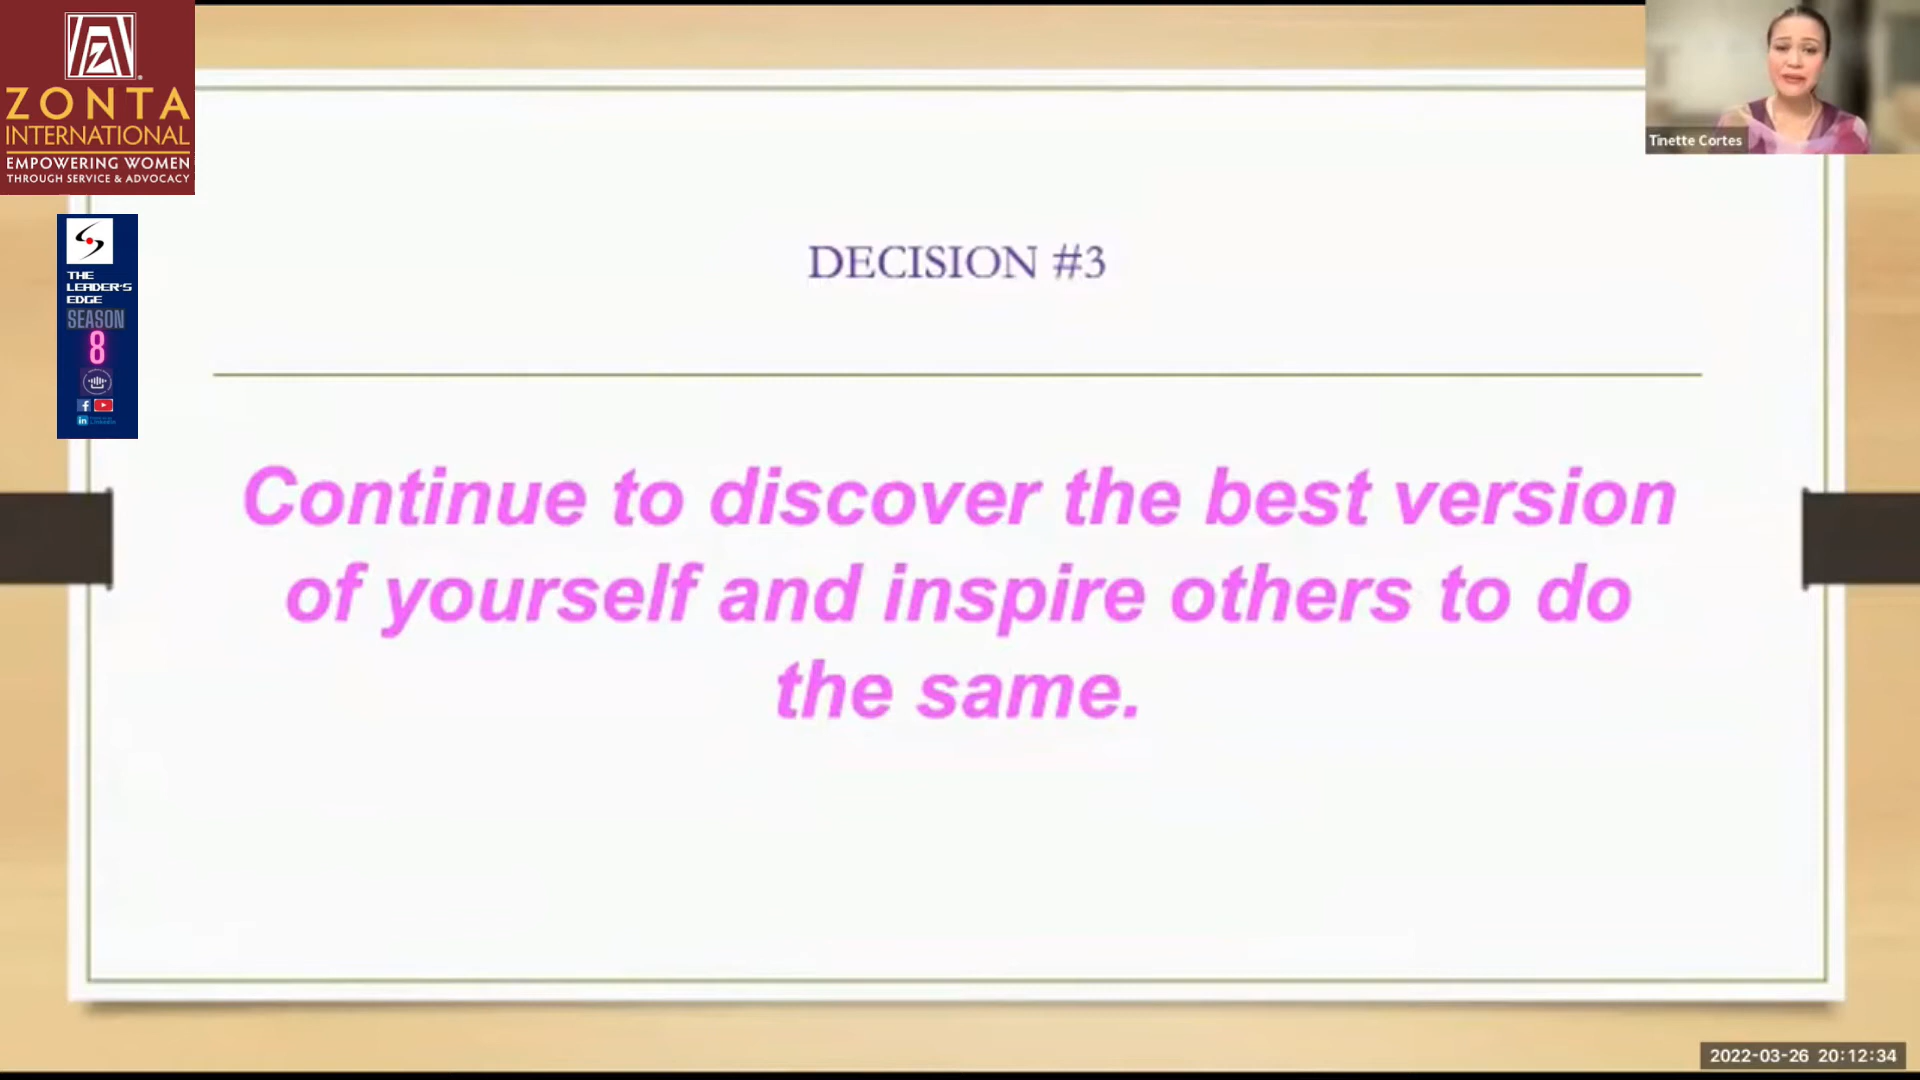 ZONTA
INTERNATIONAL
EMPOWERING WOMEN
THROUGH SERVICE & ADVOCACY
Tinette Cortes
THE
LEADER'S
EDGE
SEASON
8
DECISION #3
Continue to discover the best version
of yourself and inspire others to do
the same.
2022-03-26 20:12:34